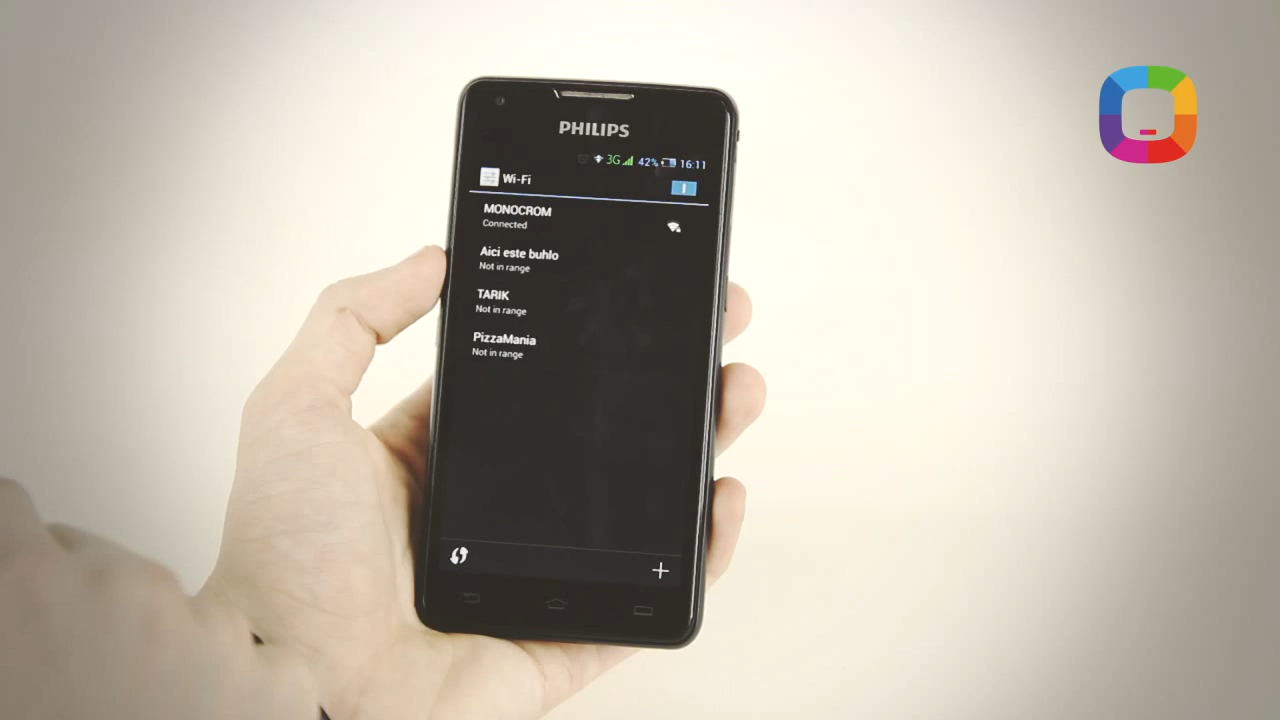 PHILIPS
3G 42% 16:11
Wi-Fi
MONOCROM
Connected
Aici este buhlo
Not in range
TARIK
Not in range
PizzaMania
Not in range